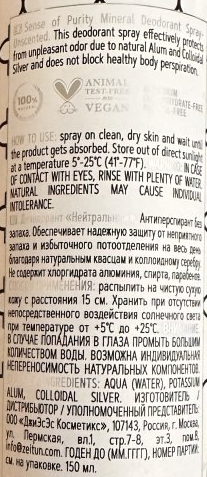 Sense of Purity Mineral Deodorant Spray-
Unscented. This deodorant spray effectively protects
from unpleasant odor due to natural Alum and Colloidal
Silver and does not block healthy body perspiration.
100%
ANIMAL
TEST-FREE
VEGAN
HOW TO USE: spray on clean, dry skin and wait until
the product gets absorbed. Store out of direct sunlight
at a temperature 5°-25°C (41°-77F). IN CASE
OF CONTACT WITH EYES, RINSE WITH PLENTY OF WATER.
NATURAL INGREDIENTS MAY CAUSE INDIVIDUAL
INTOLERANCE.
Дезодорант «Нейтральный» Антиперспирант без
запаха. Обеспечивает надежную защиту от неприятного
запаха и избыточного потоотделения на весь день
благодаря натуральным квасцам и коллоидному серебру.
Не содержит хлоргидрата алюминия, спирта, парабенов.
ПРИМЕНЕНИЯ: распылить на чистую сухую
кожу с расстояния 15 см. Хранить при отсутствии
непосредственного воздействия солнечного света
при температуре от +5°C до +25°C.
В СЛУЧАЕ ПОПАДАНИЯ В ГЛАЗА ПРОМЫТЬ БОЛЬШИМ
КОЛИЧЕСТВОМ ВОДЫ. ВОЗМОЖНА ИНДИВИДУАЛЬНАЯ
НЕПЕРЕНОСИМОСТЬ НАТУРАЛЬНЫХ КОМПОНЕНТОВ.
INGREDIENTS: AQUA (WATER), POTASSIUM
ALUM, COLLOIDAL SILVER. ИЗГОТОВИТЕЛЬ /
ДИСТРИБЬЮТОР / УПОЛНОМОЧЕННЫЙ ПРЕДСТАВИТЕЛЬ:
ООО «ДжиЭсЭс Косметикс», 107143, Россия, г. Москва,
ул. Пермская, вл.1, стр.7-8, эт.3, пом.8,
info@zeitun.com. ГОДЕН ДО (ММ.ГГГГ), НОМЕР ПАРТИИ:
см. на упаковке. 150 мл.